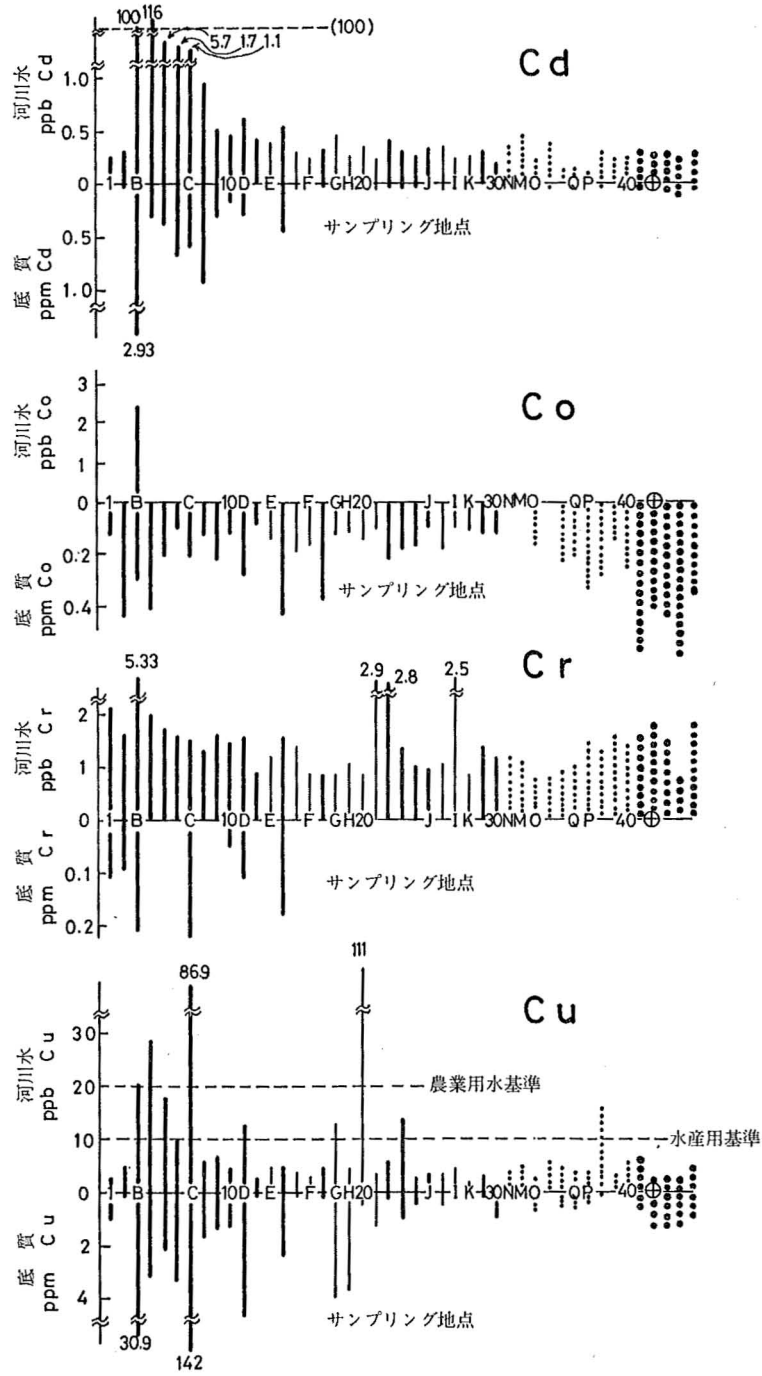 100 116 (100)
5.7 1.7 1.1
Cd
河川水 ppb Cd
1.0
0.5
0
1 B C 10 D E F G H 20 J I K 30 N M O Q P 40 ⊕
サンプリング地点
底質 ppm Cd
0.5
1.0
2.93
Co
河川水 ppb Co
3
2
1
0
1 B C 10 D E F G H 20 J I K 30 N M O Q P 40 ⊕
サンプリング地点
底質 ppm Co
0.2
0.4
Cr
5.33 2.9 2.8 2.5
河川水 ppb Cr
2
1
0
1 B C 10 D E F G H 20 J I K 30 N M O Q P 40 ⊕
サンプリング地点
底質 ppm Cr
0.1
0.2
Cu
86.9 111
河川水 ppb Cu
30
20
農業用水基準
10
水産用基準
0
1 B C 10 D E F G H 20 J I K 30 N M O Q P 40 ⊕
底質 ppm Cu
2
4
サンプリング地点
30.9
142